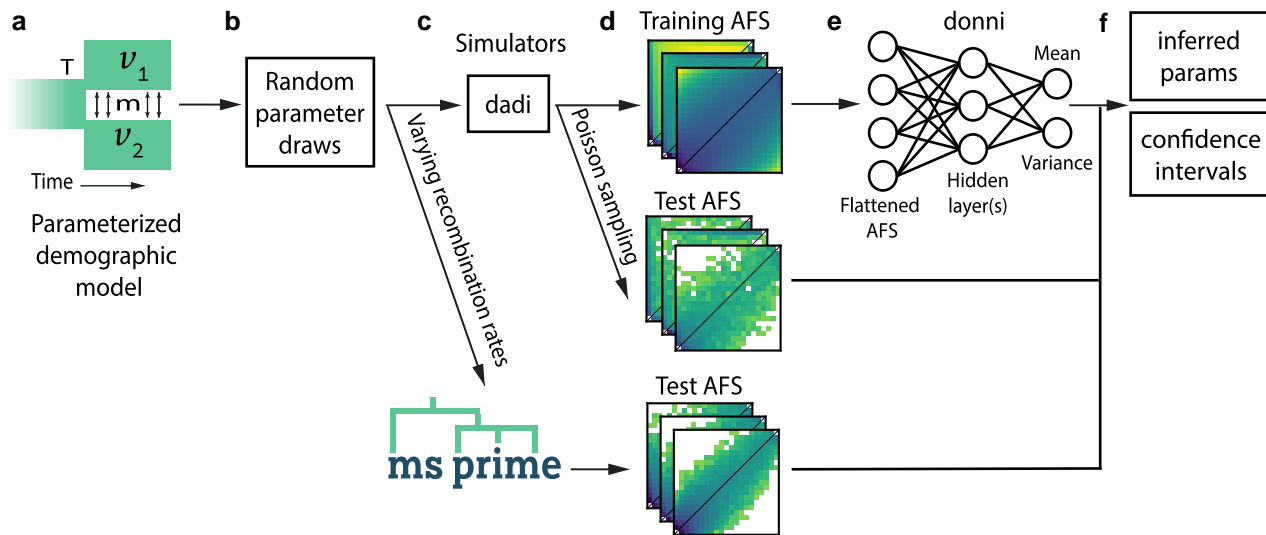 a
T
ν1
m
ν2
Time
Parameterized
demographic
model
b
Random
parameter
draws
c
Simulators
dadi
Varying recombination rates
ms prime
d
Training AFS
Poisson sampling
Test AFS
Test AFS
e
donni
Mean
Variance
Hidden
layer(s)
Flattened
AFS
f
inferred
params
confidence
intervals